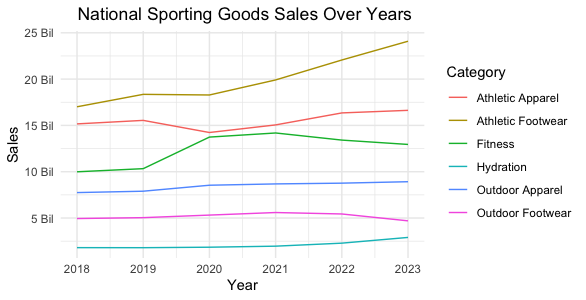 National Sporting Goods Sales Over Years
25 Bil
20 Bil
15 Bil
10 Bil
5 Bil
Sales
2018 2019 2020 2021 2022 2023
Year
Category
Athletic Apparel
Athletic Footwear
Fitness
Hydration
Outdoor Apparel
Outdoor Footwear